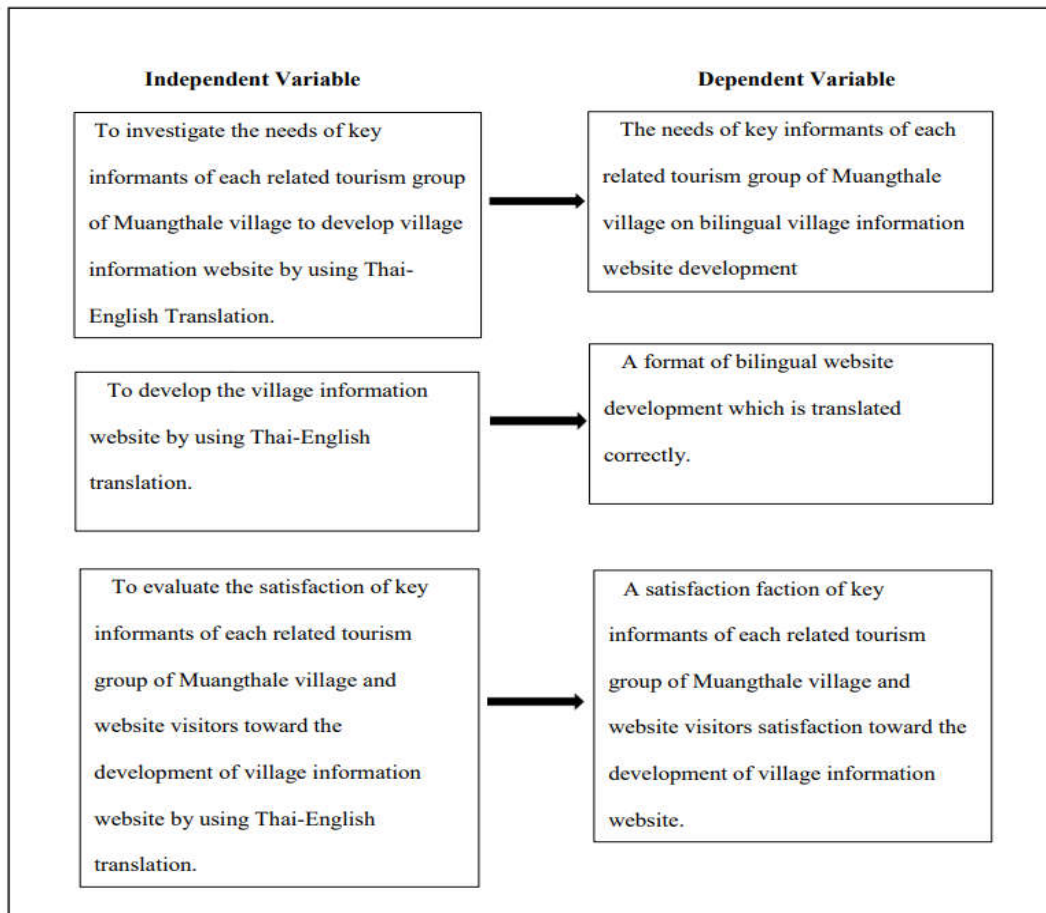 Independent Variable
Dependent Variable
To investigate the needs of key
informants of each related tourism group
of Muangthale village to develop village
information website by using Thai-
English Translation.
The needs of key informants of each
related tourism group of Muangthale
village on bilingual village information
website development
To develop the village information
website by using Thai-English
translation.
A format of bilingual website
development which is translated
correctly.
To evaluate the satisfaction of key
informants of each related tourism
group of Muangthale village and
website visitors toward the
development of village information
website by using Thai-English
translation.
A satisfaction faction of key
informants of each related tourism
group of Muangthale village and
website visitors satisfaction toward the
development of village information
website.